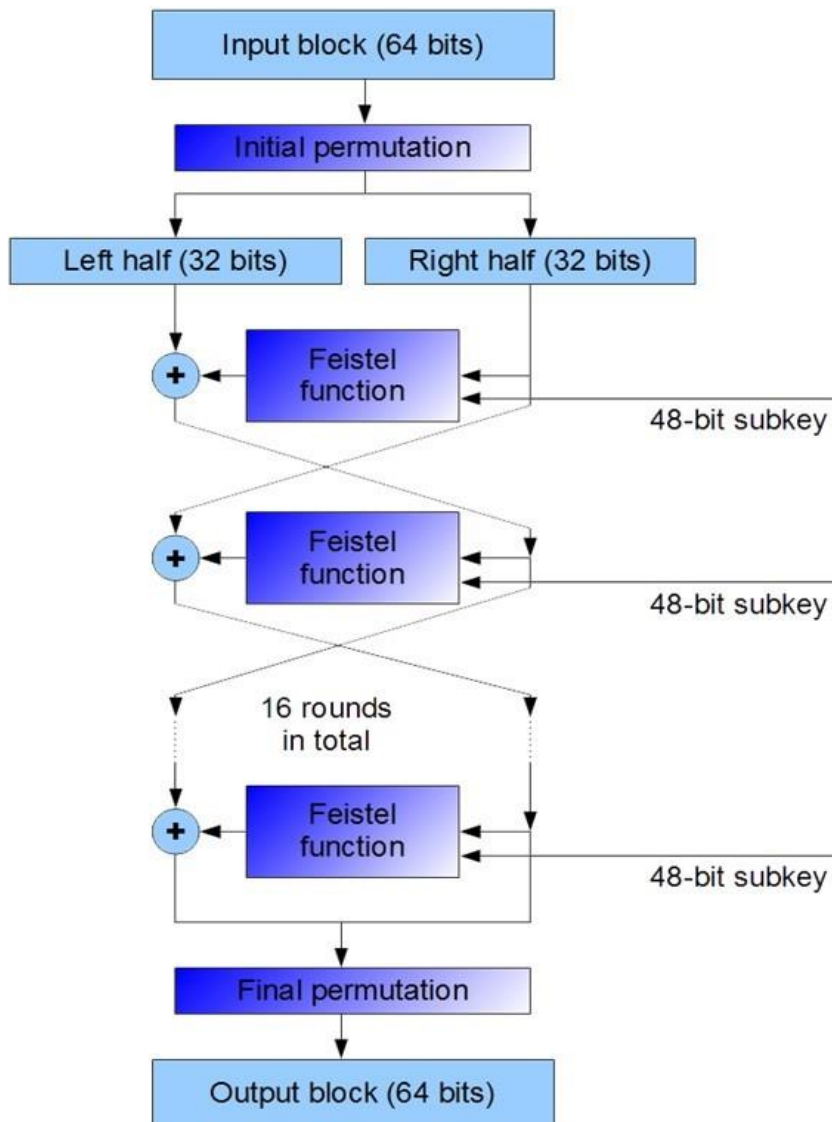 Input block (64 bits)
Initial permutation
Left half (32 bits)
Right half (32 bits)
+
Feistel
function
48-bit subkey
+
Feistel
function
48-bit subkey
16 rounds
in total
+
Feistel
function
48-bit subkey
Final permutation
Output block (64 bits)